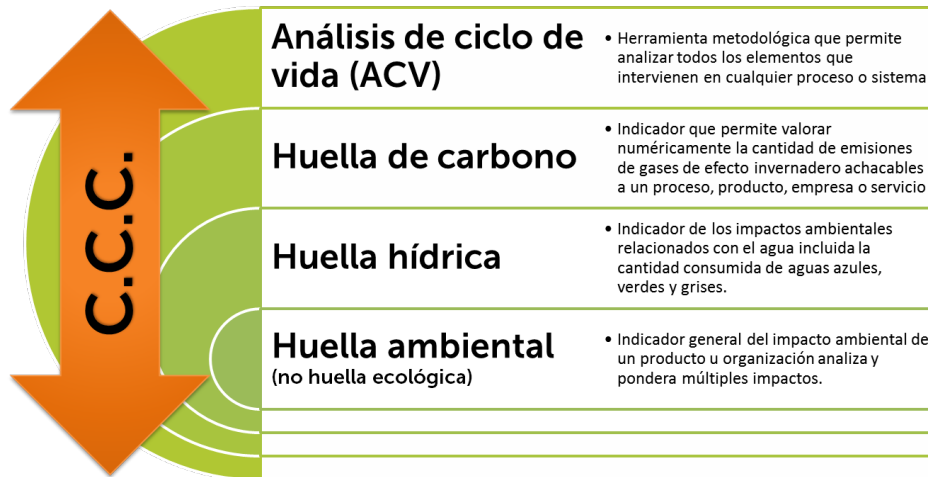 C.C.C.
Análisis de ciclo de
vida (ACV)
• Herramienta metodológica que permite
analizar todos los elementos que
intervienen en cualquier proceso o sistema
Huella de carbono
• Indicador que permite valorar
numéricamente la cantidad de emisiones
de gases de efecto invernadero achacables
a un proceso, producto, empresa o servicio
Huella hídrica
• Indicador de los impactos ambientales
relacionados con el agua incluida la
cantidad consumida de aguas azules,
verdes y grises.
Huella ambiental
(no huella ecológica)
• Indicador general del impacto ambiental de
un producto u organización analiza y
pondera múltiples impactos.